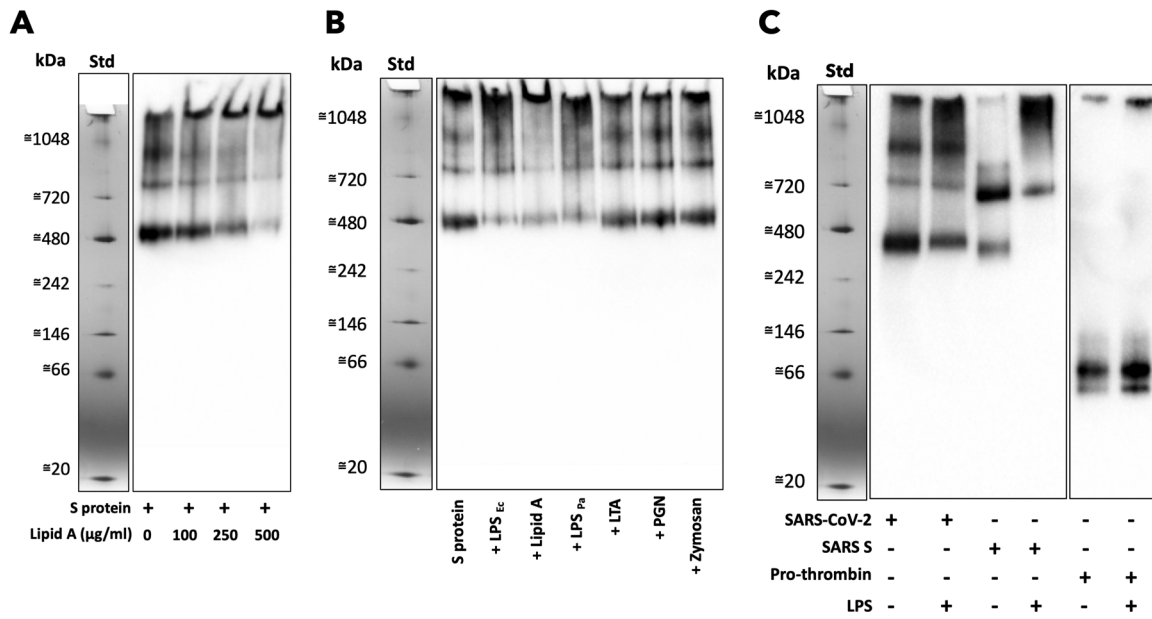 A
kDa Std
≅1048
≅720
≅480
≅242
≅146
≅66
≅20
S protein + + + +
Lipid A (μg/ml) 0 100 250 500
B
kDa Std
≅1048
≅720
≅480
≅242
≅146
≅66
≅20
S protein
+ LPS Ec
+ Lipid A
+ LPS Pa
+ LTA
+ PGN
+ Zymosan
C
kDa Std
≅1048
≅720
≅480
≅242
≅146
≅66
≅20
SARS-CoV-2 + + - - - -
SARS S - - + + - -
Pro-thrombin - - - - + +
LPS - + - + - +